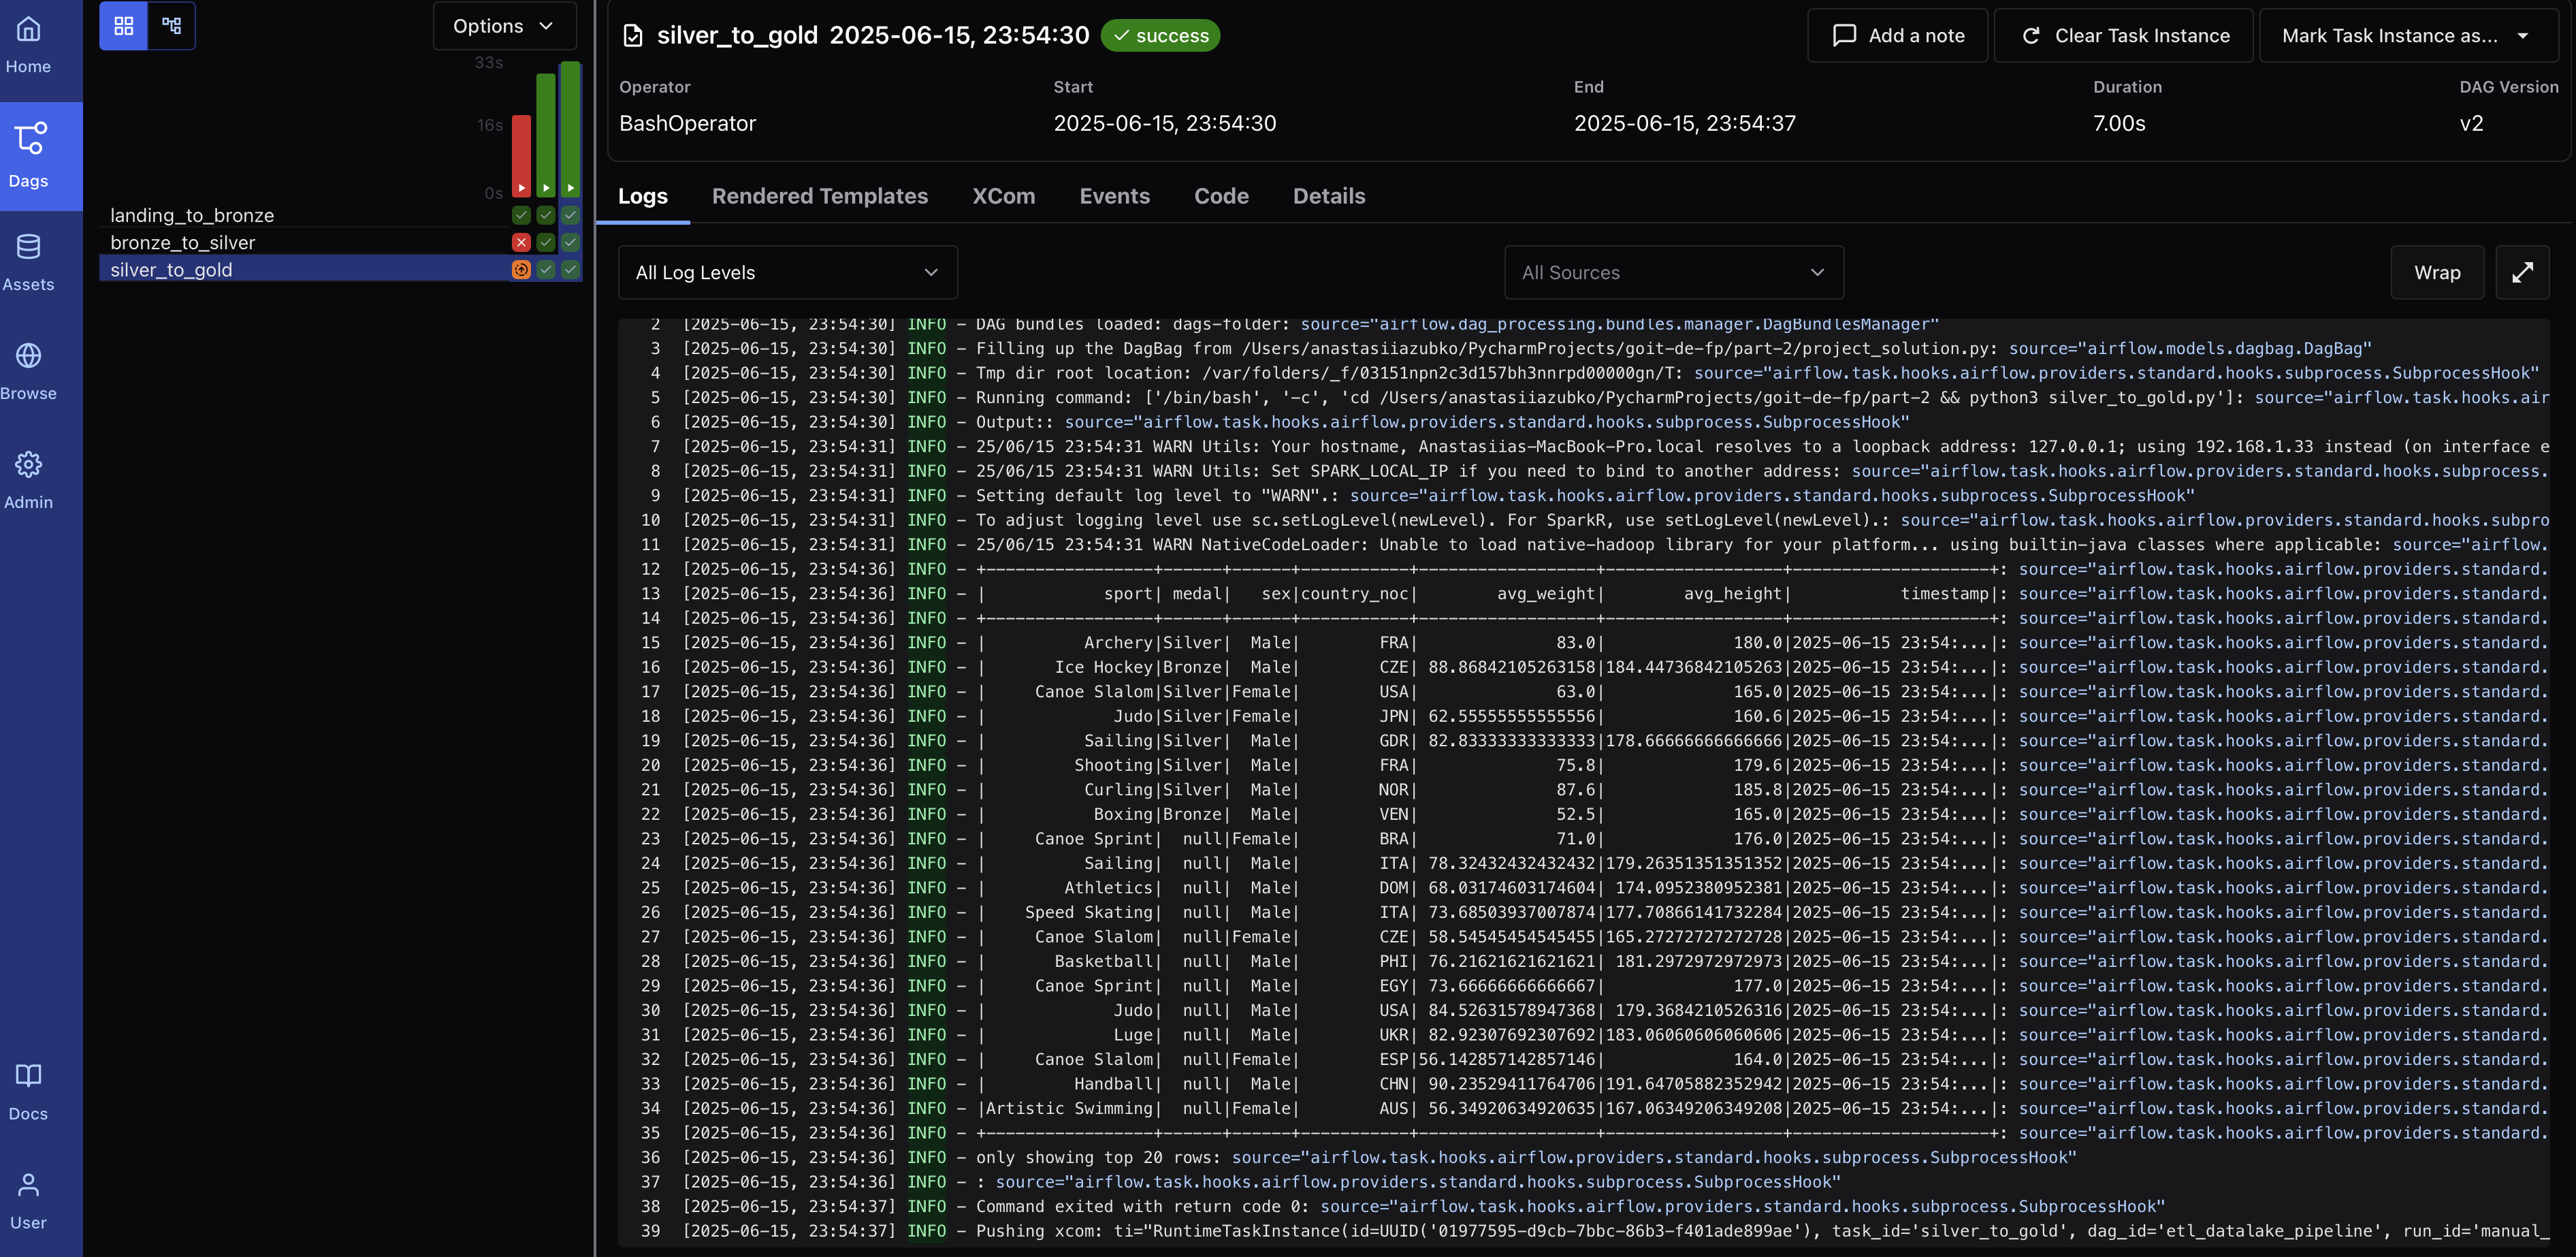 Home
Dags
Assets
Browse
Admin
Docs
User
Options
33s
16s
0s
landing_to_bronze
bronze_to_silver
silver_to_gold
silver_to_gold 2025-06-15, 23:54:30 success
Add a note
Clear Task Instance
Mark Task Instance as...
Operator Start End Duration DAG Version
BashOperator 2025-06-15, 23:54:30 2025-06-15, 23:54:37 7.00s v2
Logs Rendered Templates XCom Events Code Details
All Log Levels All Sources Wrap
2 [2025-06-15, 23:54:30] INFO - DAG bundles loaded: dags-folder: source="airflow.dag_processing.bundles.manager.DagBundlesManager"
3 [2025-06-15, 23:54:30] INFO - Filling up the DagBag from /Users/anastasiiazubko/PycharmProjects/goit-de-fp/part-2/project_solution.py: source="airflow.models.dagbag.DagBag"
4 [2025-06-15, 23:54:30] INFO - Tmp dir root location: /var/folders/_f/03151npn2c3d157bh3nnrpd00000gn/T: source="airflow.task.hooks.airflow.providers.standard.hooks.subprocess.SubprocessHook"
5 [2025-06-15, 23:54:30] INFO - Running command: ['/bin/bash', '-c', 'cd /Users/anastasiiazubko/PycharmProjects/goit-de-fp/part-2 && python3 silver_to_gold.py']: source="airflow.task.hooks.air
6 [2025-06-15, 23:54:30] INFO - Output:: source="airflow.task.hooks.airflow.providers.standard.hooks.subprocess.SubprocessHook"
7 [2025-06-15, 23:54:31] INFO - 25/06/15 23:54:31 WARN Utils: Your hostname, Anastasiias-MacBook-Pro.local resolves to a loopback address: 127.0.0.1; using 192.168.1.33 instead (on interface e
8 [2025-06-15, 23:54:31] INFO - 25/06/15 23:54:31 WARN Utils: Set SPARK_LOCAL_IP if you need to bind to another address: source="airflow.task.hooks.airflow.providers.standard.hooks.subprocess.
9 [2025-06-15, 23:54:31] INFO - Setting default log level to "WARN".: source="airflow.task.hooks.airflow.providers.standard.hooks.subprocess.SubprocessHook"
10 [2025-06-15, 23:54:31] INFO - To adjust logging level use sc.setLogLevel(newLevel). For SparkR, use setLogLevel(newLevel).: source="airflow.task.hooks.airflow.providers.standard.hooks.subpro
11 [2025-06-15, 23:54:31] INFO - 25/06/15 23:54:31 WARN NativeCodeLoader: Unable to load native-hadoop library for your platform... using builtin-java classes where applicable: source="airflow.
12 [2025-06-15, 23:54:36] INFO - +-----------------+------+------+-----------+------------------+------------------+--------------------+: source="airflow.task.hooks.airflow.providers.standard.
13 [2025-06-15, 23:54:36] INFO - |            sport| medal|   sex|country_noc|        avg_weight|        avg_height|           timestamp|: source="airflow.task.hooks.airflow.providers.standard.
14 [2025-06-15, 23:54:36] INFO - +-----------------+------+------+-----------+------------------+------------------+--------------------+: source="airflow.task.hooks.airflow.providers.standard.
15 [2025-06-15, 23:54:36] INFO - |          Archery|Silver|  Male|        FRA|              83.0|             180.0|2025-06-15 23:54:...|: source="airflow.task.hooks.airflow.providers.standard.
16 [2025-06-15, 23:54:36] INFO - |       Ice Hockey|Bronze|  Male|        CZE| 88.86842105263158|184.44736842105263|2025-06-15 23:54:...|: source="airflow.task.hooks.airflow.providers.standard.
17 [2025-06-15, 23:54:36] INFO - |     Canoe Slalom|Silver|Female|        USA|              63.0|             165.0|2025-06-15 23:54:...|: source="airflow.task.hooks.airflow.providers.standard.
18 [2025-06-15, 23:54:36] INFO - |             Judo|Silver|Female|        JPN| 62.55555555555556|             160.6|2025-06-15 23:54:...|: source="airflow.task.hooks.airflow.providers.standard.
19 [2025-06-15, 23:54:36] INFO - |          Sailing|Silver|  Male|        GDR| 82.83333333333333|178.66666666666666|2025-06-15 23:54:...|: source="airflow.task.hooks.airflow.providers.standard.
20 [2025-06-15, 23:54:36] INFO - |         Shooting|Silver|  Male|        FRA|              75.8|             179.6|2025-06-15 23:54:...|: source="airflow.task.hooks.airflow.providers.standard.
21 [2025-06-15, 23:54:36] INFO - |          Curling|Silver|  Male|        NOR|              87.6|             185.8|2025-06-15 23:54:...|: source="airflow.task.hooks.airflow.providers.standard.
22 [2025-06-15, 23:54:36] INFO - |           Boxing|Bronze|  Male|        VEN|              52.5|             165.0|2025-06-15 23:54:...|: source="airflow.task.hooks.airflow.providers.standard.
23 [2025-06-15, 23:54:36] INFO - |     Canoe Sprint|  null|Female|        BRA|              71.0|             176.0|2025-06-15 23:54:...|: source="airflow.task.hooks.airflow.providers.standard.
24 [2025-06-15, 23:54:36] INFO - |          Sailing|  null|  Male|        ITA| 78.32432432432432|179.26351351351352|2025-06-15 23:54:...|: source="airflow.task.hooks.airflow.providers.standard.
25 [2025-06-15, 23:54:36] INFO - |        Athletics|  null|  Male|        DOM| 68.03174603174604| 174.0952380952381|2025-06-15 23:54:...|: source="airflow.task.hooks.airflow.providers.standard.
26 [2025-06-15, 23:54:36] INFO - |    Speed Skating|  null|  Male|        ITA| 73.68503937007874|177.70866141732284|2025-06-15 23:54:...|: source="airflow.task.hooks.airflow.providers.standard.
27 [2025-06-15, 23:54:36] INFO - |     Canoe Slalom|  null|Female|        CZE| 58.54545454545455|165.27272727272728|2025-06-15 23:54:...|: source="airflow.task.hooks.airflow.providers.standard.
28 [2025-06-15, 23:54:36] INFO - |       Basketball|  null|  Male|        PHI| 76.21621621621621| 181.2972972972973|2025-06-15 23:54:...|: source="airflow.task.hooks.airflow.providers.standard.
29 [2025-06-15, 23:54:36] INFO - |     Canoe Sprint|  null|  Male|        EGY| 73.66666666666667|             177.0|2025-06-15 23:54:...|: source="airflow.task.hooks.airflow.providers.standard.
30 [2025-06-15, 23:54:36] INFO - |             Judo|  null|  Male|        USA| 84.52631578947368| 179.3684210526316|2025-06-15 23:54:...|: source="airflow.task.hooks.airflow.providers.standard.
31 [2025-06-15, 23:54:36] INFO - |             Luge|  null|  Male|        UKR| 82.92307692307692|183.06060606060606|2025-06-15 23:54:...|: source="airflow.task.hooks.airflow.providers.standard.
32 [2025-06-15, 23:54:36] INFO - |     Canoe Slalom|  null|Female|        ESP|56.142857142857146|             164.0|2025-06-15 23:54:...|: source="airflow.task.hooks.airflow.providers.standard.
33 [2025-06-15, 23:54:36] INFO - |         Handball|  null|  Male|        CHN| 90.23529411764706|191.64705882352942|2025-06-15 23:54:...|: source="airflow.task.hooks.airflow.providers.standard.
34 [2025-06-15, 23:54:36] INFO - |Artistic Swimming|  null|Female|        AUS| 56.34920634920635|167.06349206349208|2025-06-15 23:54:...|: source="airflow.task.hooks.airflow.providers.standard.
35 [2025-06-15, 23:54:36] INFO - +-----------------+------+------+-----------+------------------+------------------+--------------------+: source="airflow.task.hooks.airflow.providers.standard.
36 [2025-06-15, 23:54:36] INFO - only showing top 20 rows: source="airflow.task.hooks.airflow.providers.standard.hooks.subprocess.SubprocessHook"
37 [2025-06-15, 23:54:36] INFO - : source="airflow.task.hooks.airflow.providers.standard.hooks.subprocess.SubprocessHook"
38 [2025-06-15, 23:54:37] INFO - Command exited with return code 0: source="airflow.task.hooks.airflow.providers.standard.hooks.subprocess.SubprocessHook"
39 [2025-06-15, 23:54:37] INFO - Pushing xcom: ti="RuntimeTaskInstance(id=UUID('01977595-d9cb-7bbc-86b3-f401ade899ae'), task_id='silver_to_gold', dag_id='etl_datalake_pipeline', run_id='manual_